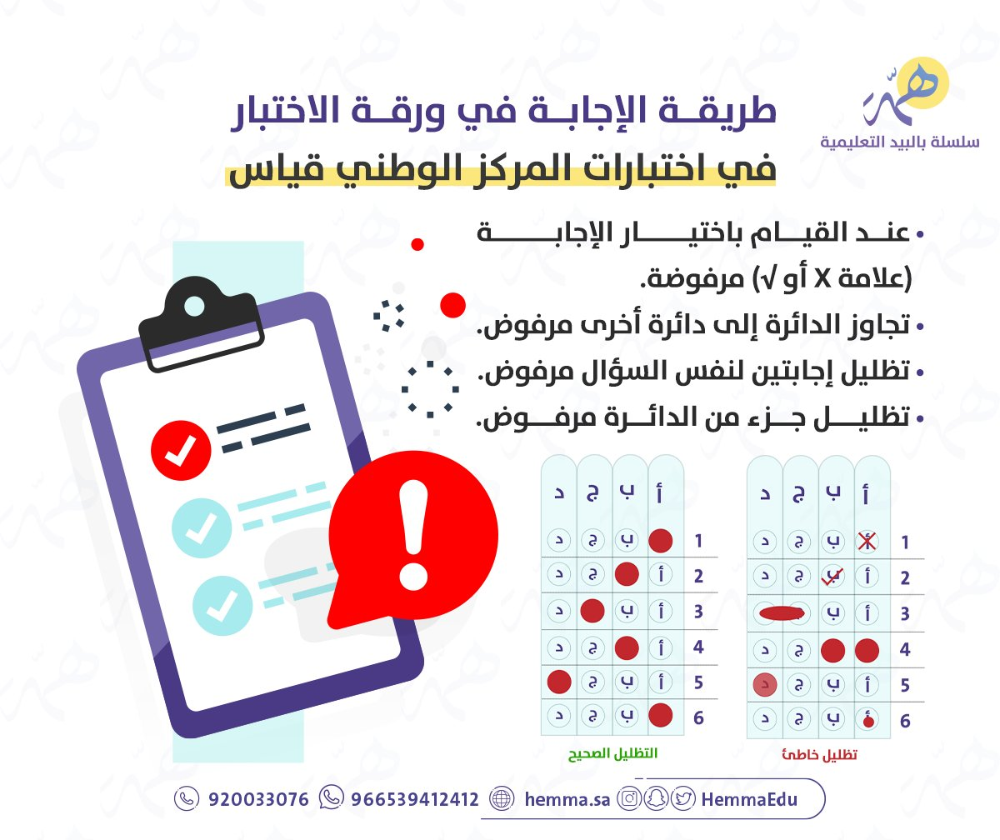 همّة
سلسلة بالبيد التعليمية
طريقة الإجابة في ورقة الاختبار
في اختبارات المركز الوطني قياس
• عند القيام باختيار الإجابة
(علامة X أو √) مرفوضة.
• تجاوز الدائرة إلى دائرة أخرى مرفوض.
• تظليل إجابتين لنفس السؤال مرفوض.
• تظليل جزء من الدائرة مرفوض.
أ ب ج د
1 أ ب ج د
2 أ ب ج د
3 أ ب
4 ج د
5 أ ب ج د
6 أ ب ج د
تظليل خاطئ
أ ب ج د
1 ب ج د
2 أ ج د
3 أ ب د
4 أ ج د
5 أ ب ج
6 ب ج د
التظليل الصحيح
920033076 966539412412 hemma.sa HemmaEdu